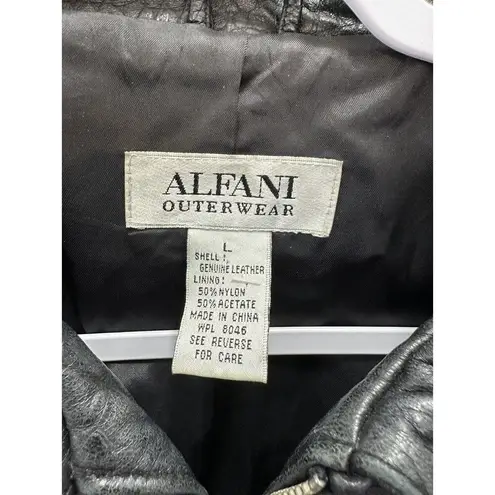 ALFANI
OUTERWEAR
L
SHELL:
GENUINE LEATHER
LINING:
50% NYLON
50% ACETATE
MADE IN CHINA
WPL 8046
SEE REVERSE
FOR CARE